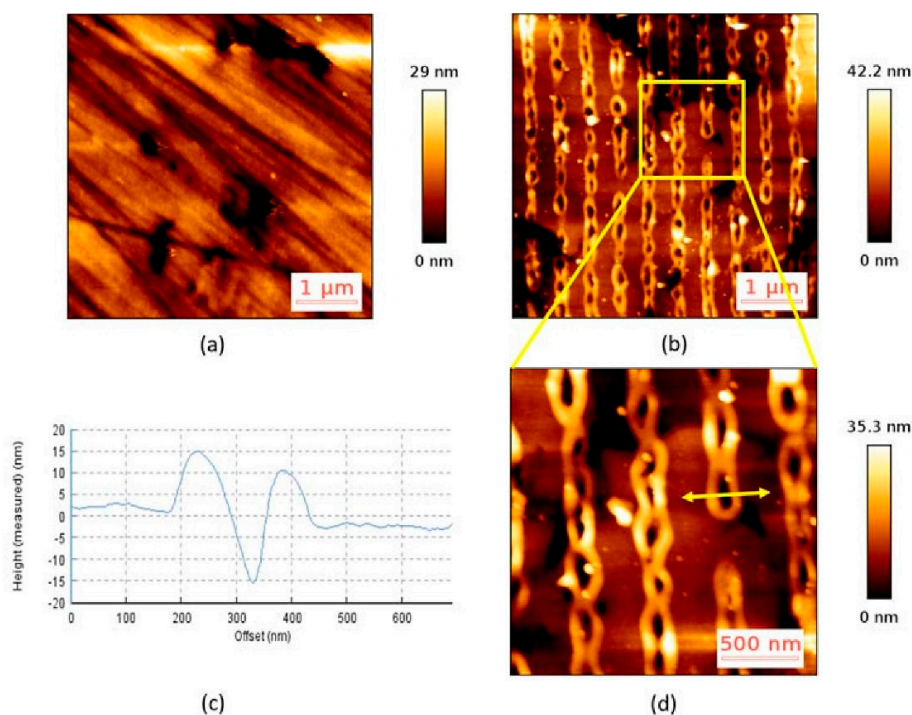 29 nm
0 nm
1 μm
(a)
42.2 nm
0 nm
1 μm
(b)
Height (measured) (nm)
20
15
10
5
0
-5
-10
-15
-20
0 100 200 300 400 500 600
Offset (nm)
(c)
35.3 nm
0 nm
500 nm
(d)